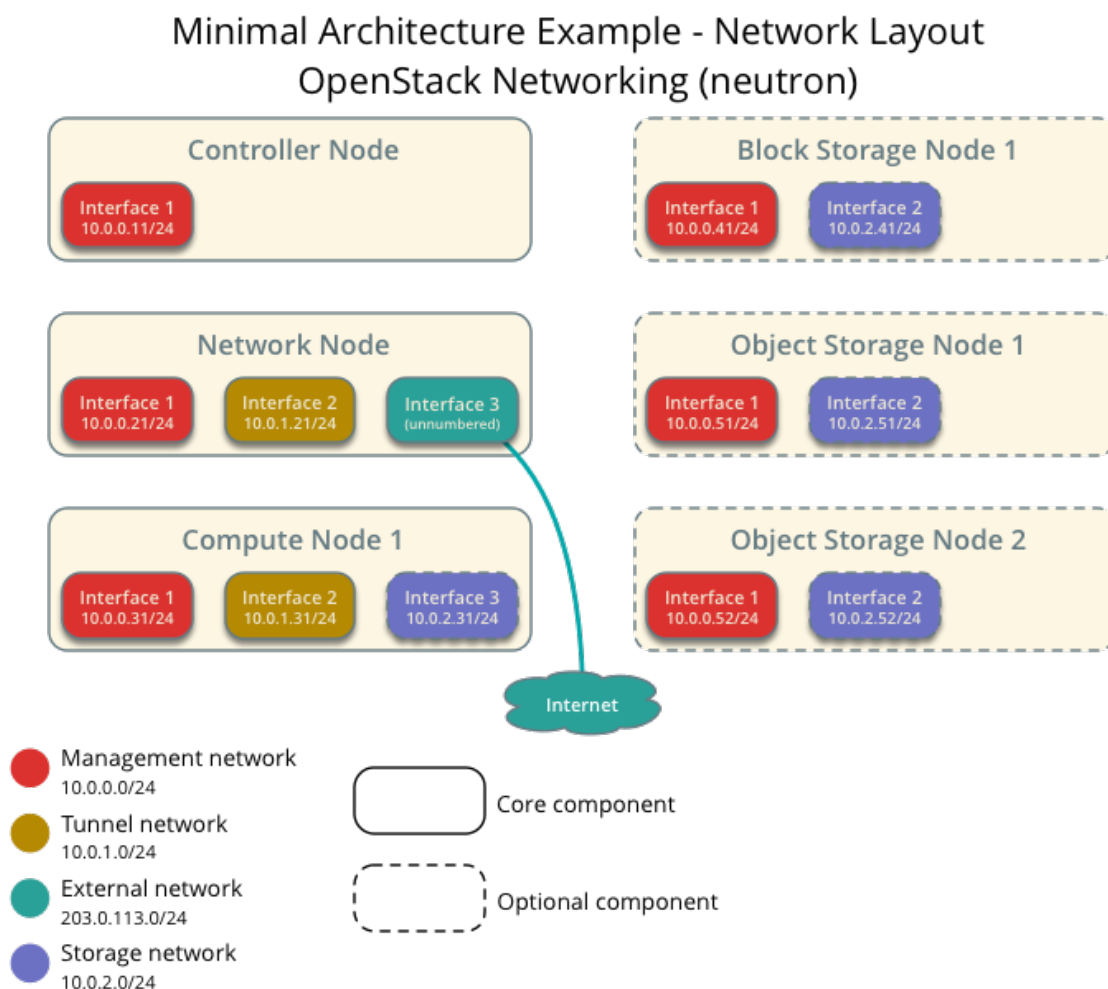 Minimal Architecture Example - Network Layout
OpenStack Networking (neutron)
Controller Node
Interface 1
10.0.0.11/24
Block Storage Node 1
Interface 1
10.0.0.41/24
Interface 2
10.0.2.41/24
Network Node
Interface 1
10.0.0.21/24
Interface 2
10.0.1.21/24
Interface 3
(unnumbered)
Object Storage Node 1
Interface 1
10.0.0.51/24
Interface 2
10.0.2.51/24
Compute Node 1
Interface 1
10.0.0.31/24
Interface 2
10.0.1.31/24
Interface 3
10.0.2.31/24
Object Storage Node 2
Interface 1
10.0.0.52/24
Interface 2
10.0.2.52/24
Internet
Management network
10.0.0.0/24
Tunnel network
10.0.1.0/24
External network
203.0.113.0/24
Storage network
10.0.2.0/24
Core component
Optional component